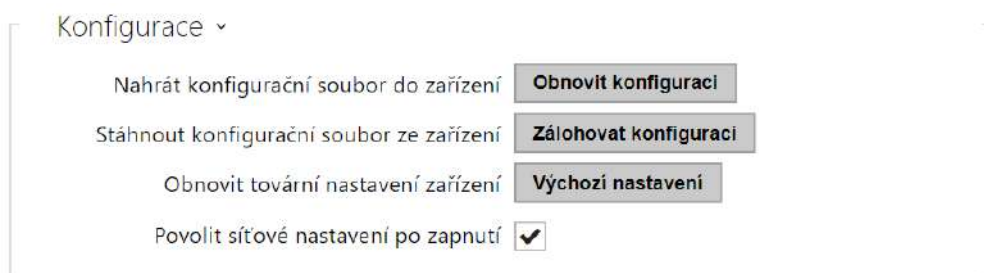 Konfigurace
Nahrát konfigurační soubor do zařízení Obnovit konfiguraci
Stáhnout konfigurační soubor ze zařízení Zálohovat konfiguraci
Obnovit tovární nastavení zařízení Výchozí nastavení
Povolit síťové nastavení po zapnutí